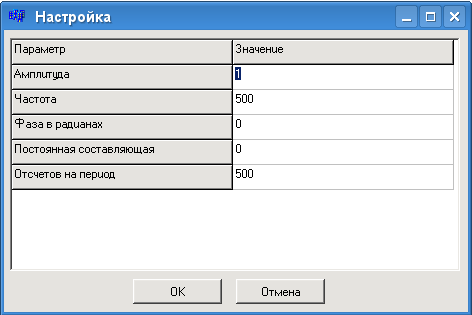 Настройка
Параметр Значение
Амплитуда 1
Частота 500
Фаза в радианах 0
Постоянная составляющая 0
Отсчетов на период 500
OK Отмена